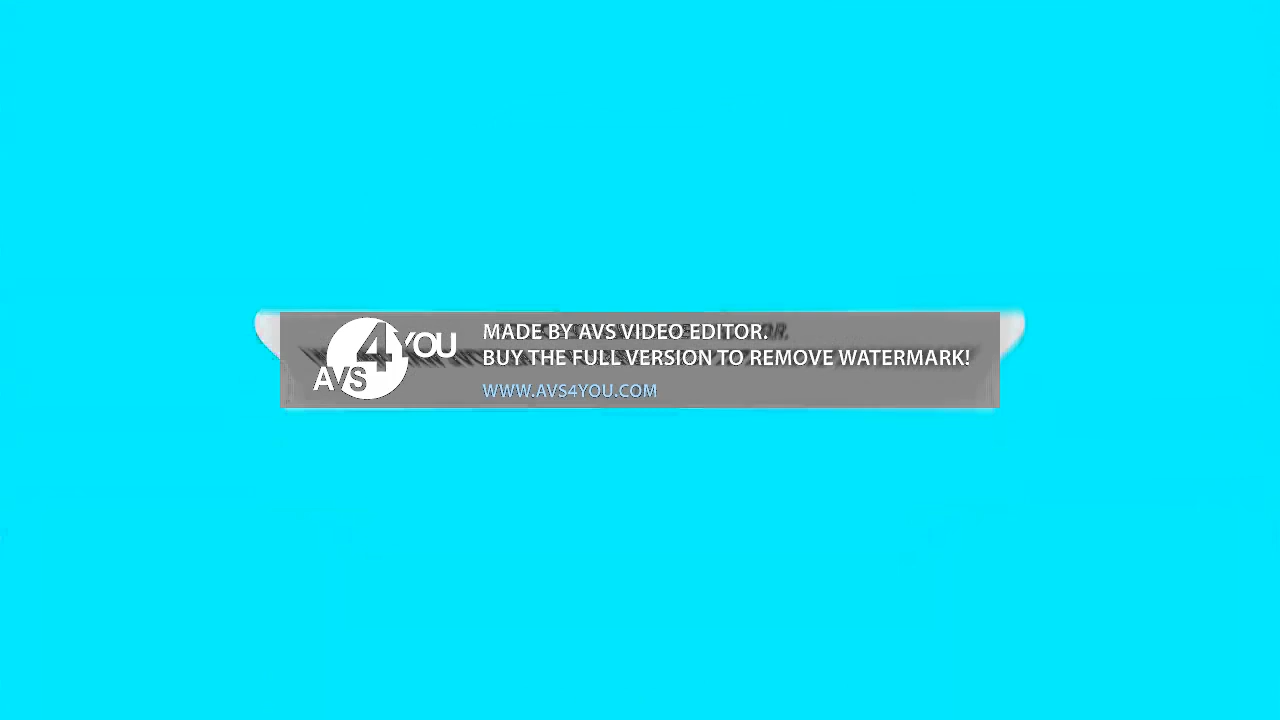 AVS4YOU
MADE BY AVS VIDEO EDITOR.
BUY THE FULL VERSION TO REMOVE WATERMARK!
WWW.AVS4YOU.COM